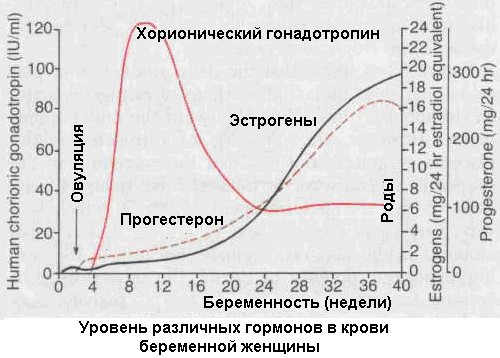 Human chorionic gonadotropin (IU/ml)
120
100
80
60
40
20
0
Овуляция
Хорионический гонадотропин
Эстрогены
Прогестерон
Роды
24
22
20
18
16
14
12
10
8
6
4
2
0
Estrogens (mg/24 hr estradiol equivalent)
300
200
100
0
Progesterone (mg/24 hr)
0 4 8 12 16 20 24 28 32 36 40
Беременность (недели)
Уровень различных гормонов в крови
беременной женщины